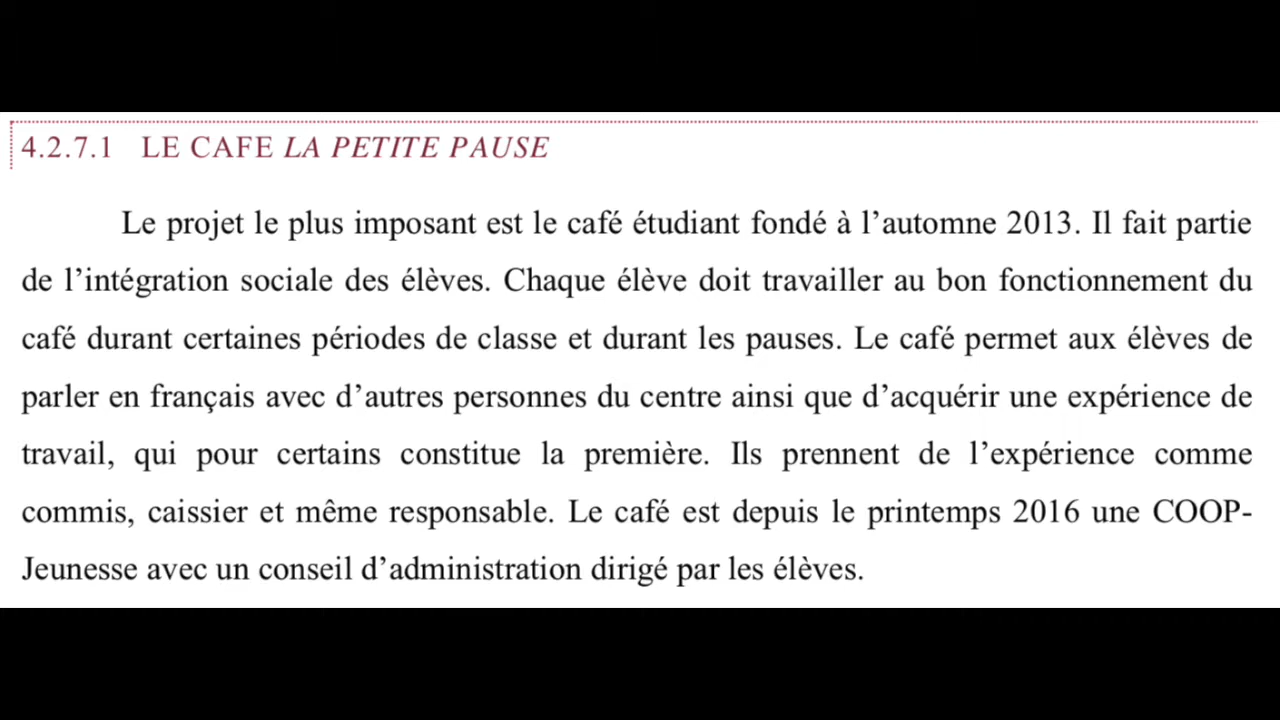 4.2.7.1 LE CAFE LA PETITE PAUSE
Le projet le plus imposant est le café étudiant fondé à l’automne 2013. Il fait partie
de l’intégration sociale des élèves. Chaque élève doit travailler au bon fonctionnement du
café durant certaines périodes de classe et durant les pauses. Le café permet aux élèves de
parler en français avec d’autres personnes du centre ainsi que d’acquérir une expérience de
travail, qui pour certains constitue la première. Ils prennent de l’expérience comme
commis, caissier et même responsable. Le café est depuis le printemps 2016 une COOP-
Jeunesse avec un conseil d’administration dirigé par les élèves.